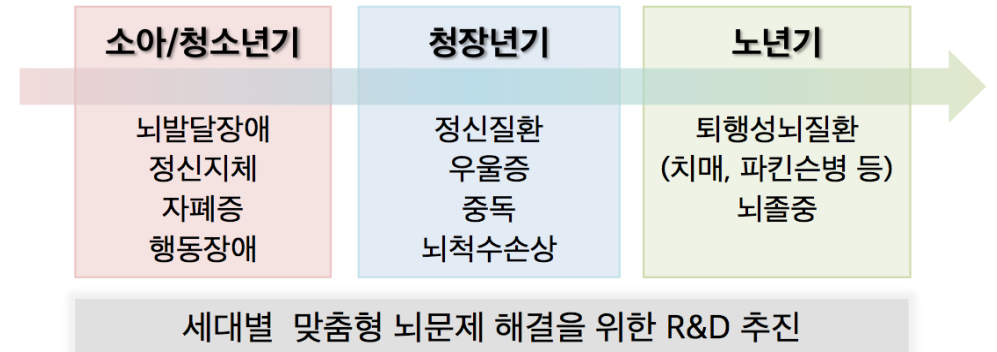 소아/청소년기
뇌발달장애
정신지체
자폐증
행동장애
청장년기
정신질환
우울증
중독
뇌척수손상
노년기
퇴행성뇌질환
(치매, 파킨슨병 등)
뇌졸중
세대별 맞춤형 뇌문제 해결을 위한 R&D 추진